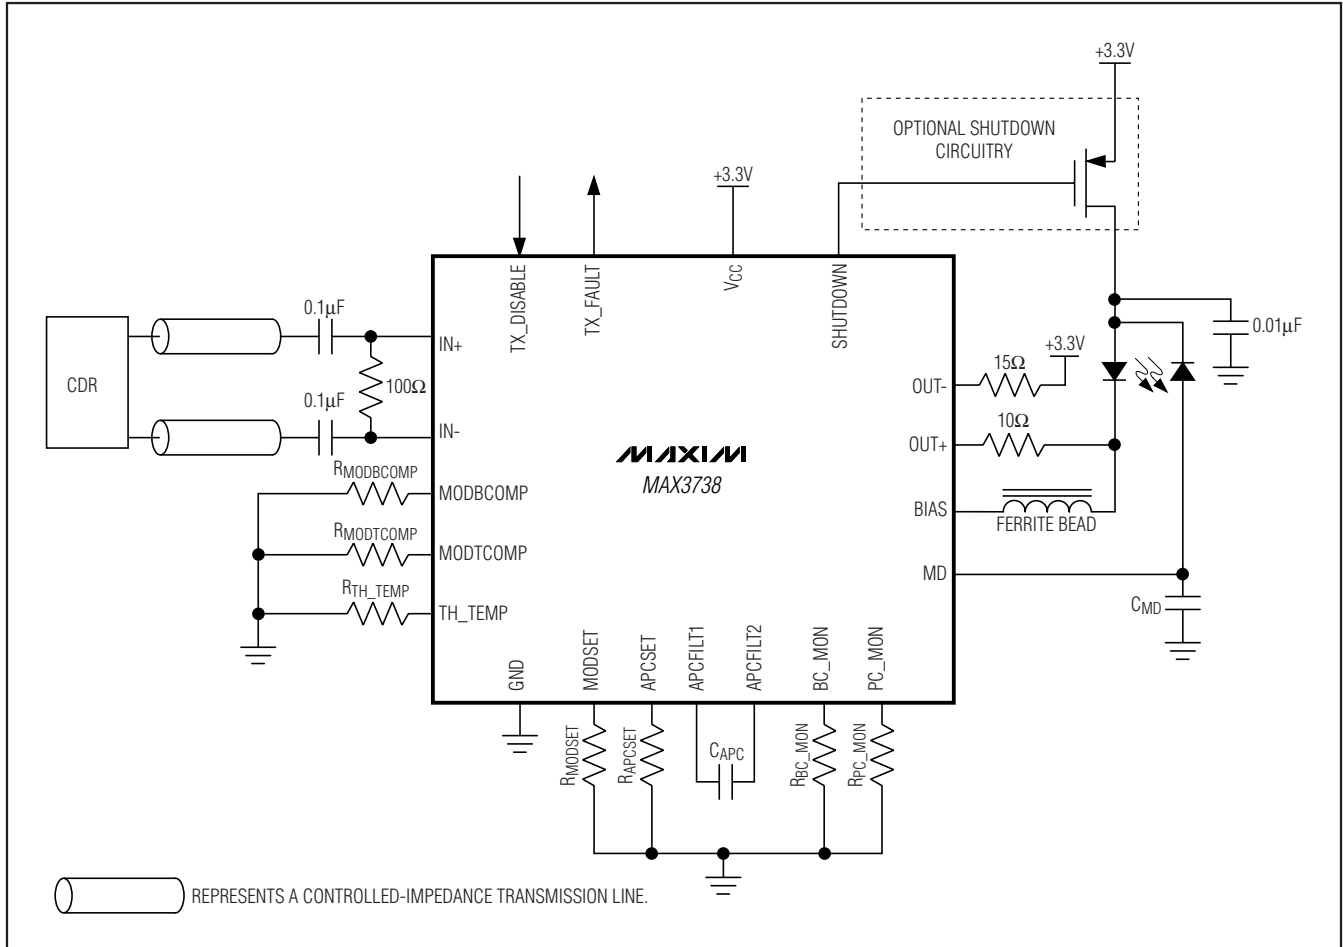 +3.3V
OPTIONAL SHUTDOWN
CIRCUITRY
+3.3V
TX_DISABLE
TX_FAULT
VCC
SHUTDOWN
0.1μF
IN+
CDR
100Ω
0.1μF
IN-
0.01μF
+3.3V
15Ω
OUT-
10Ω
OUT+
MAXIM
MAX3738
RMODBCOMP
MODBCOMP
BIAS
FERRITE BEAD
RMODTCOMP
MODTCOMP
MD
RTH_TEMP
TH_TEMP
CMD
GND
MODSET
APCSET
APCFILT1
APCFILT2
BC_MON
PC_MON
RMODSET
RAPCSET
CAPC
RBC_MON
RPC_MON
REPRESENTS A CONTROLLED-IMPEDANCE TRANSMISSION LINE.